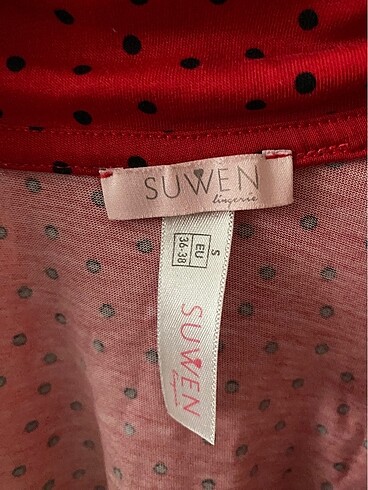 SUWEN
lingerie
S
EU
36-38
SUWEN
lingerie